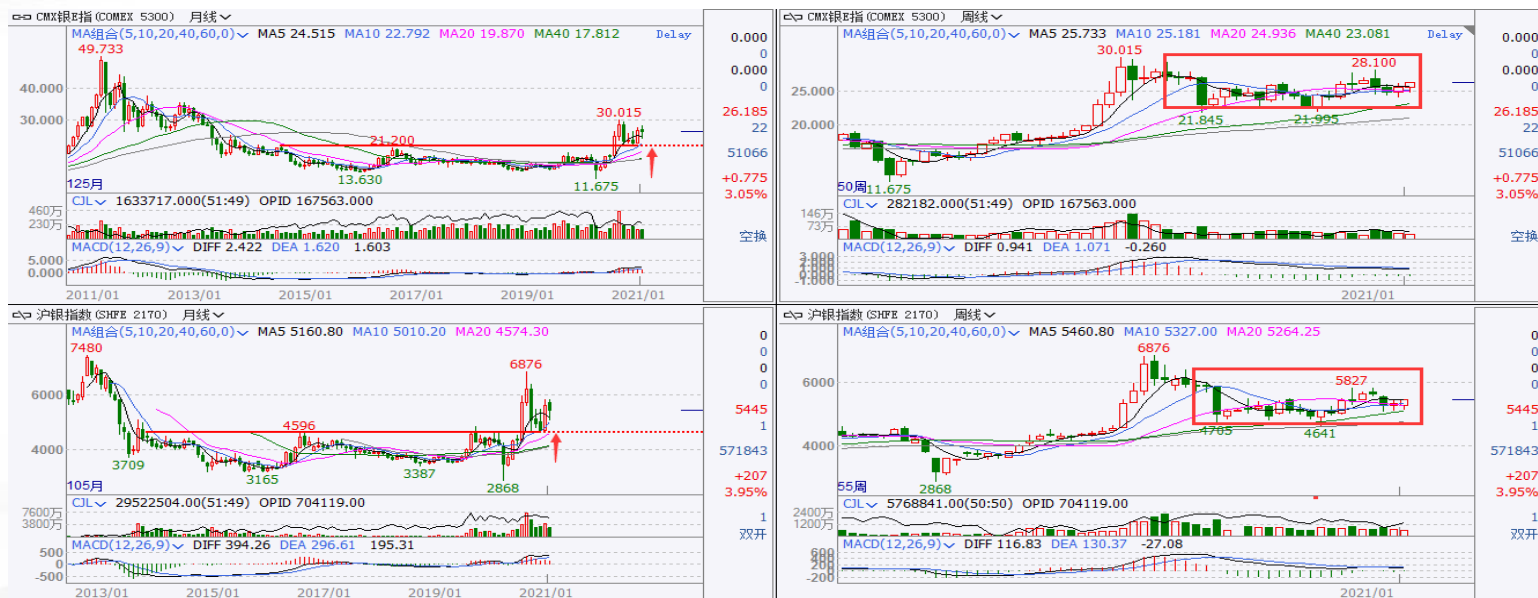 CMX银E指(COMEX 5300) 月线
MA组合(5,10,20,40,60,0) MA5 24.515 MA10 22.792 MA20 19.870 MA40 17.812 Delay
49.733
40.000
30.000
30.015
21.200
13.630
11.675
125月
CJL 1633717.000(51:49) OPID 167563.000
460万
230万
MACD(12,26,9) DIFF 2.422 DEA 1.620 1.603
5.000
0.000
2011/01 2013/01 2015/01 2017/01 2019/01 2021/01
0.000
0
0.000
0
26.185
22
51066
+0.775
3.05%
空换
CMX银E指(COMEX 5300) 周线
MA组合(5,10,20,40,60,0) MA5 25.733 MA10 25.181 MA20 24.936 MA40 23.081 Delay
30.015
28.100
25.000
21.845
21.995
20.000
50周
11.675
CJL 282182.000(51:49) OPID 167563.000
146万
73万
MACD(12,26,9) DIFF 0.941 DEA 1.071 -0.260
3.000
2.000
1.000
0.000
-1.000
2021/01
0.000
0
0.000
0
26.185
22
51066
+0.775
3.05%
空换
沪银指数(SHFE 2170) 月线
MA组合(5,10,20,40,60,0) MA5 5160.80 MA10 5010.20 MA20 4574.30
7480
6876
6000
4596
4000
3709
3165
3387
2868
105月
CJL 29522504.00(51:49) OPID 704119.00
7600万
3800万
MACD(12,26,9) DIFF 394.26 DEA 296.61 195.31
500
0
-500
2013/01 2015/01 2017/01 2019/01 2021/01
0
0
0
0
5445
1
571843
+207
3.95%
1
双开
沪银指数(SHFE 2170) 周线
MA组合(5,10,20,40,60,0) MA5 5460.80 MA10 5327.00 MA20 5264.25
6876
6000
5827
4705
4641
4000
2868
55周
CJL 5768841.00(50:50) OPID 704119.00
2400万
1200万
MACD(12,26,9) DIFF 116.83 DEA 130.37 -27.08
600
400
200
0
-200
2021/01
0
0
0
0
5445
1
571843
+207
3.95%
1
双开